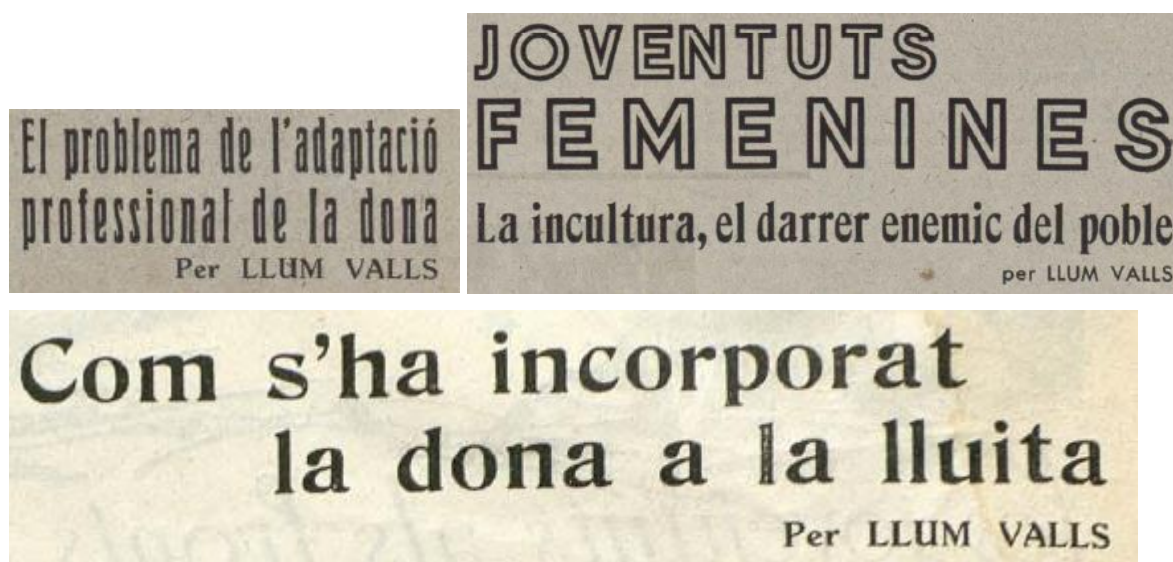 El problema de l'adaptació
professional de la dona
Per LLUM VALLS
JOVENTUTS
FEMENINES
La incultura, el darrer enemic del poble
per LLUM VALLS
Com s'ha incorporat
la dona a la lluita
Per LLUM VALLS